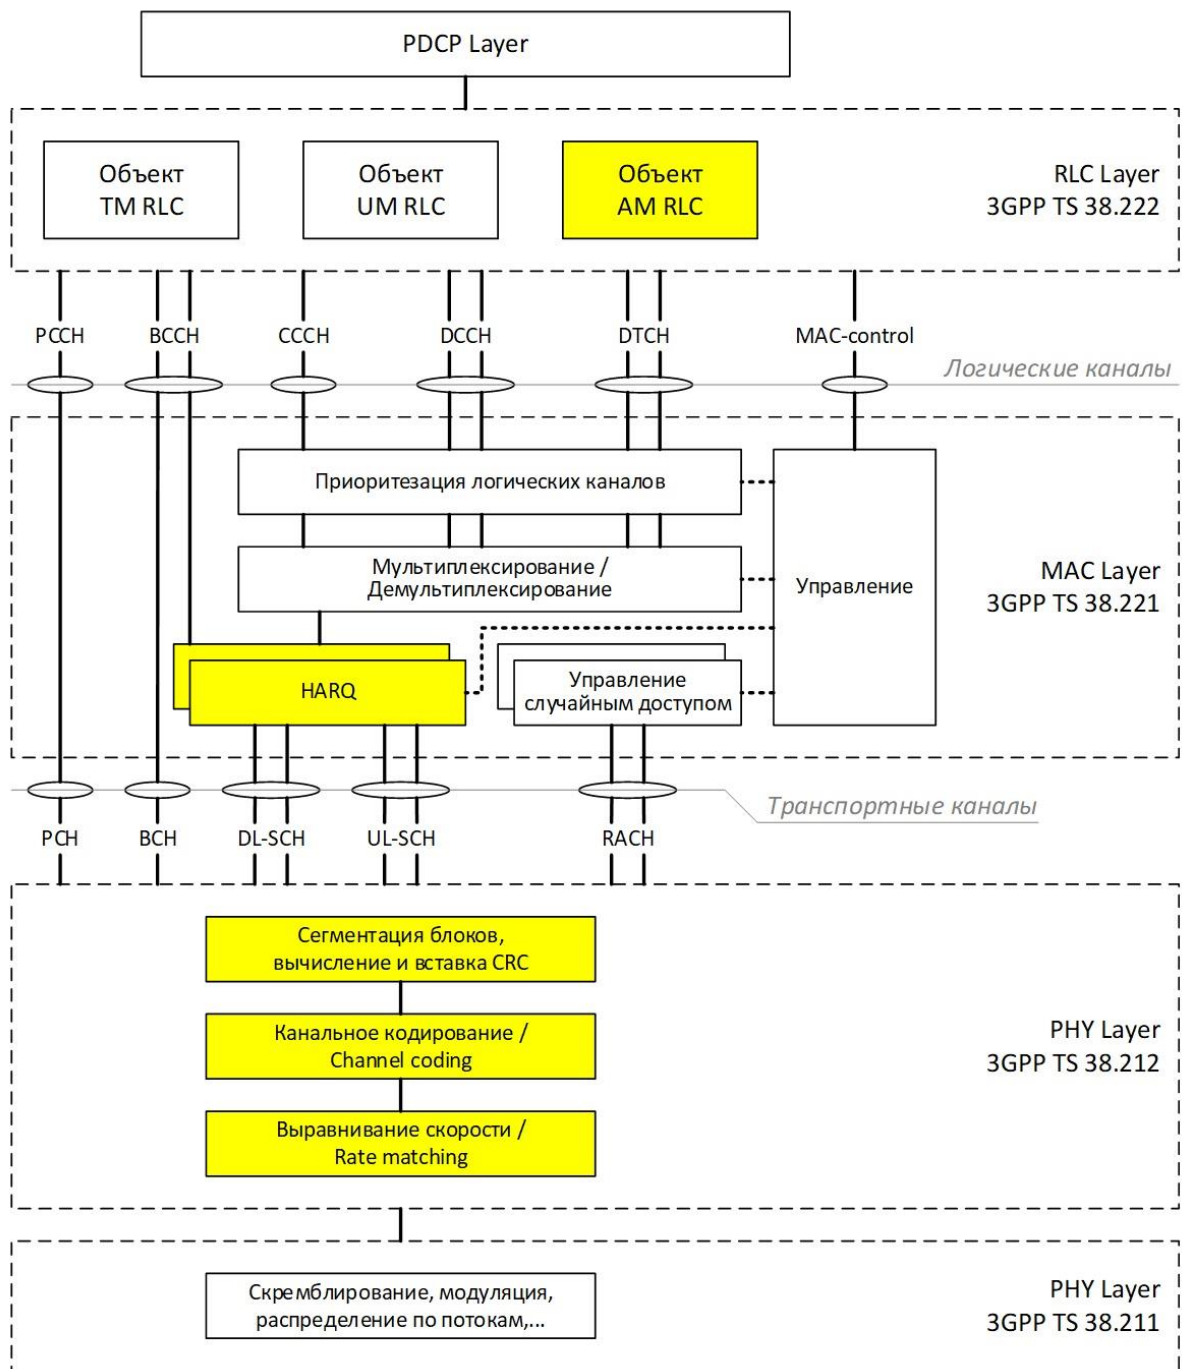 PDCP Layer
Объект
TM RLC
Объект
UM RLC
Объект
AM RLC
RLC Layer
3GPP TS 38.222
PCCH
BCCH
CCCH
DCCH
DTCH
MAC-control
Логические каналы
Приоритезация логических каналов
Мультиплексирование /
Демультиплексирование
Управление
MAC Layer
3GPP TS 38.221
HARQ
Управление
случайным доступом
Транспортные каналы
PCH
BCH
DL-SCH
UL-SCH
RACH
Сегментация блоков,
вычисление и вставка CRC
Канальное кодирование /
Channel coding
Выравнивание скорости /
Rate matching
PHY Layer
3GPP TS 38.212
Скремблирование, модуляция,
распределение по потокам,...
PHY Layer
3GPP TS 38.211